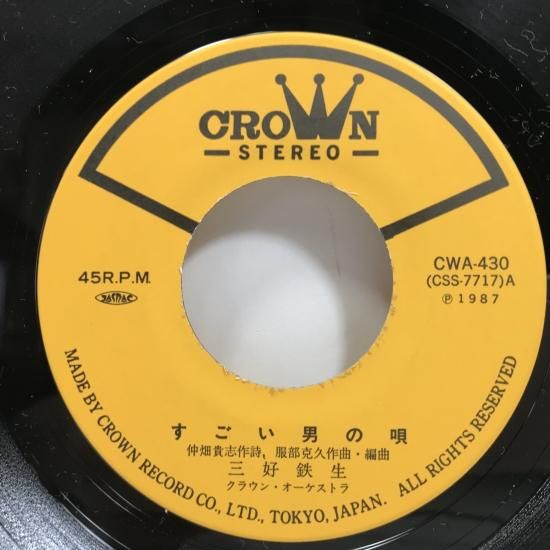 CROWN
STEREO
45R.P.M.
JASRAC
CWA-430
(CSS-7717)A
Ⓟ 1987
すごい男の唄
仲畑貴志作詩、服部克久作曲・編曲
三好鉄生
クラウン・オーケストラ
MADE BY CROWN RECORD CO., LTD., TOKYO, JAPAN. ALL RIGHTS RESERVED